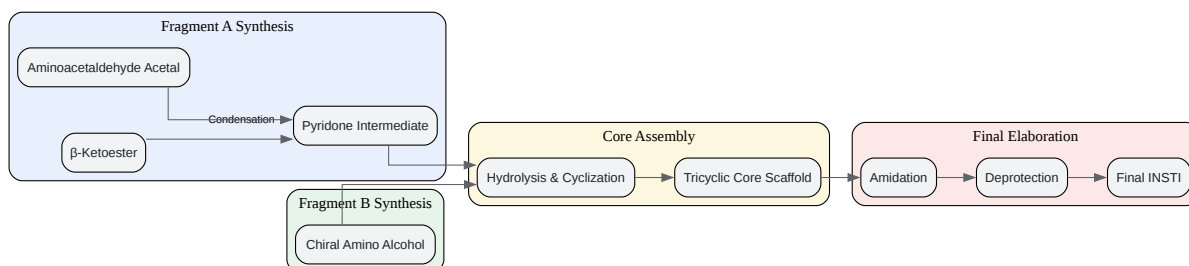 Fragment A Synthesis
Aminoacetaldehyde Acetal
Condensation
Pyridone Intermediate
β-Ketoester
Fragment B Synthesis
Chiral Amino Alcohol
Core Assembly
Hydrolysis & Cyclization
Tricyclic Core Scaffold
Final Elaboration
Amidation
Deprotection
Final INSTI